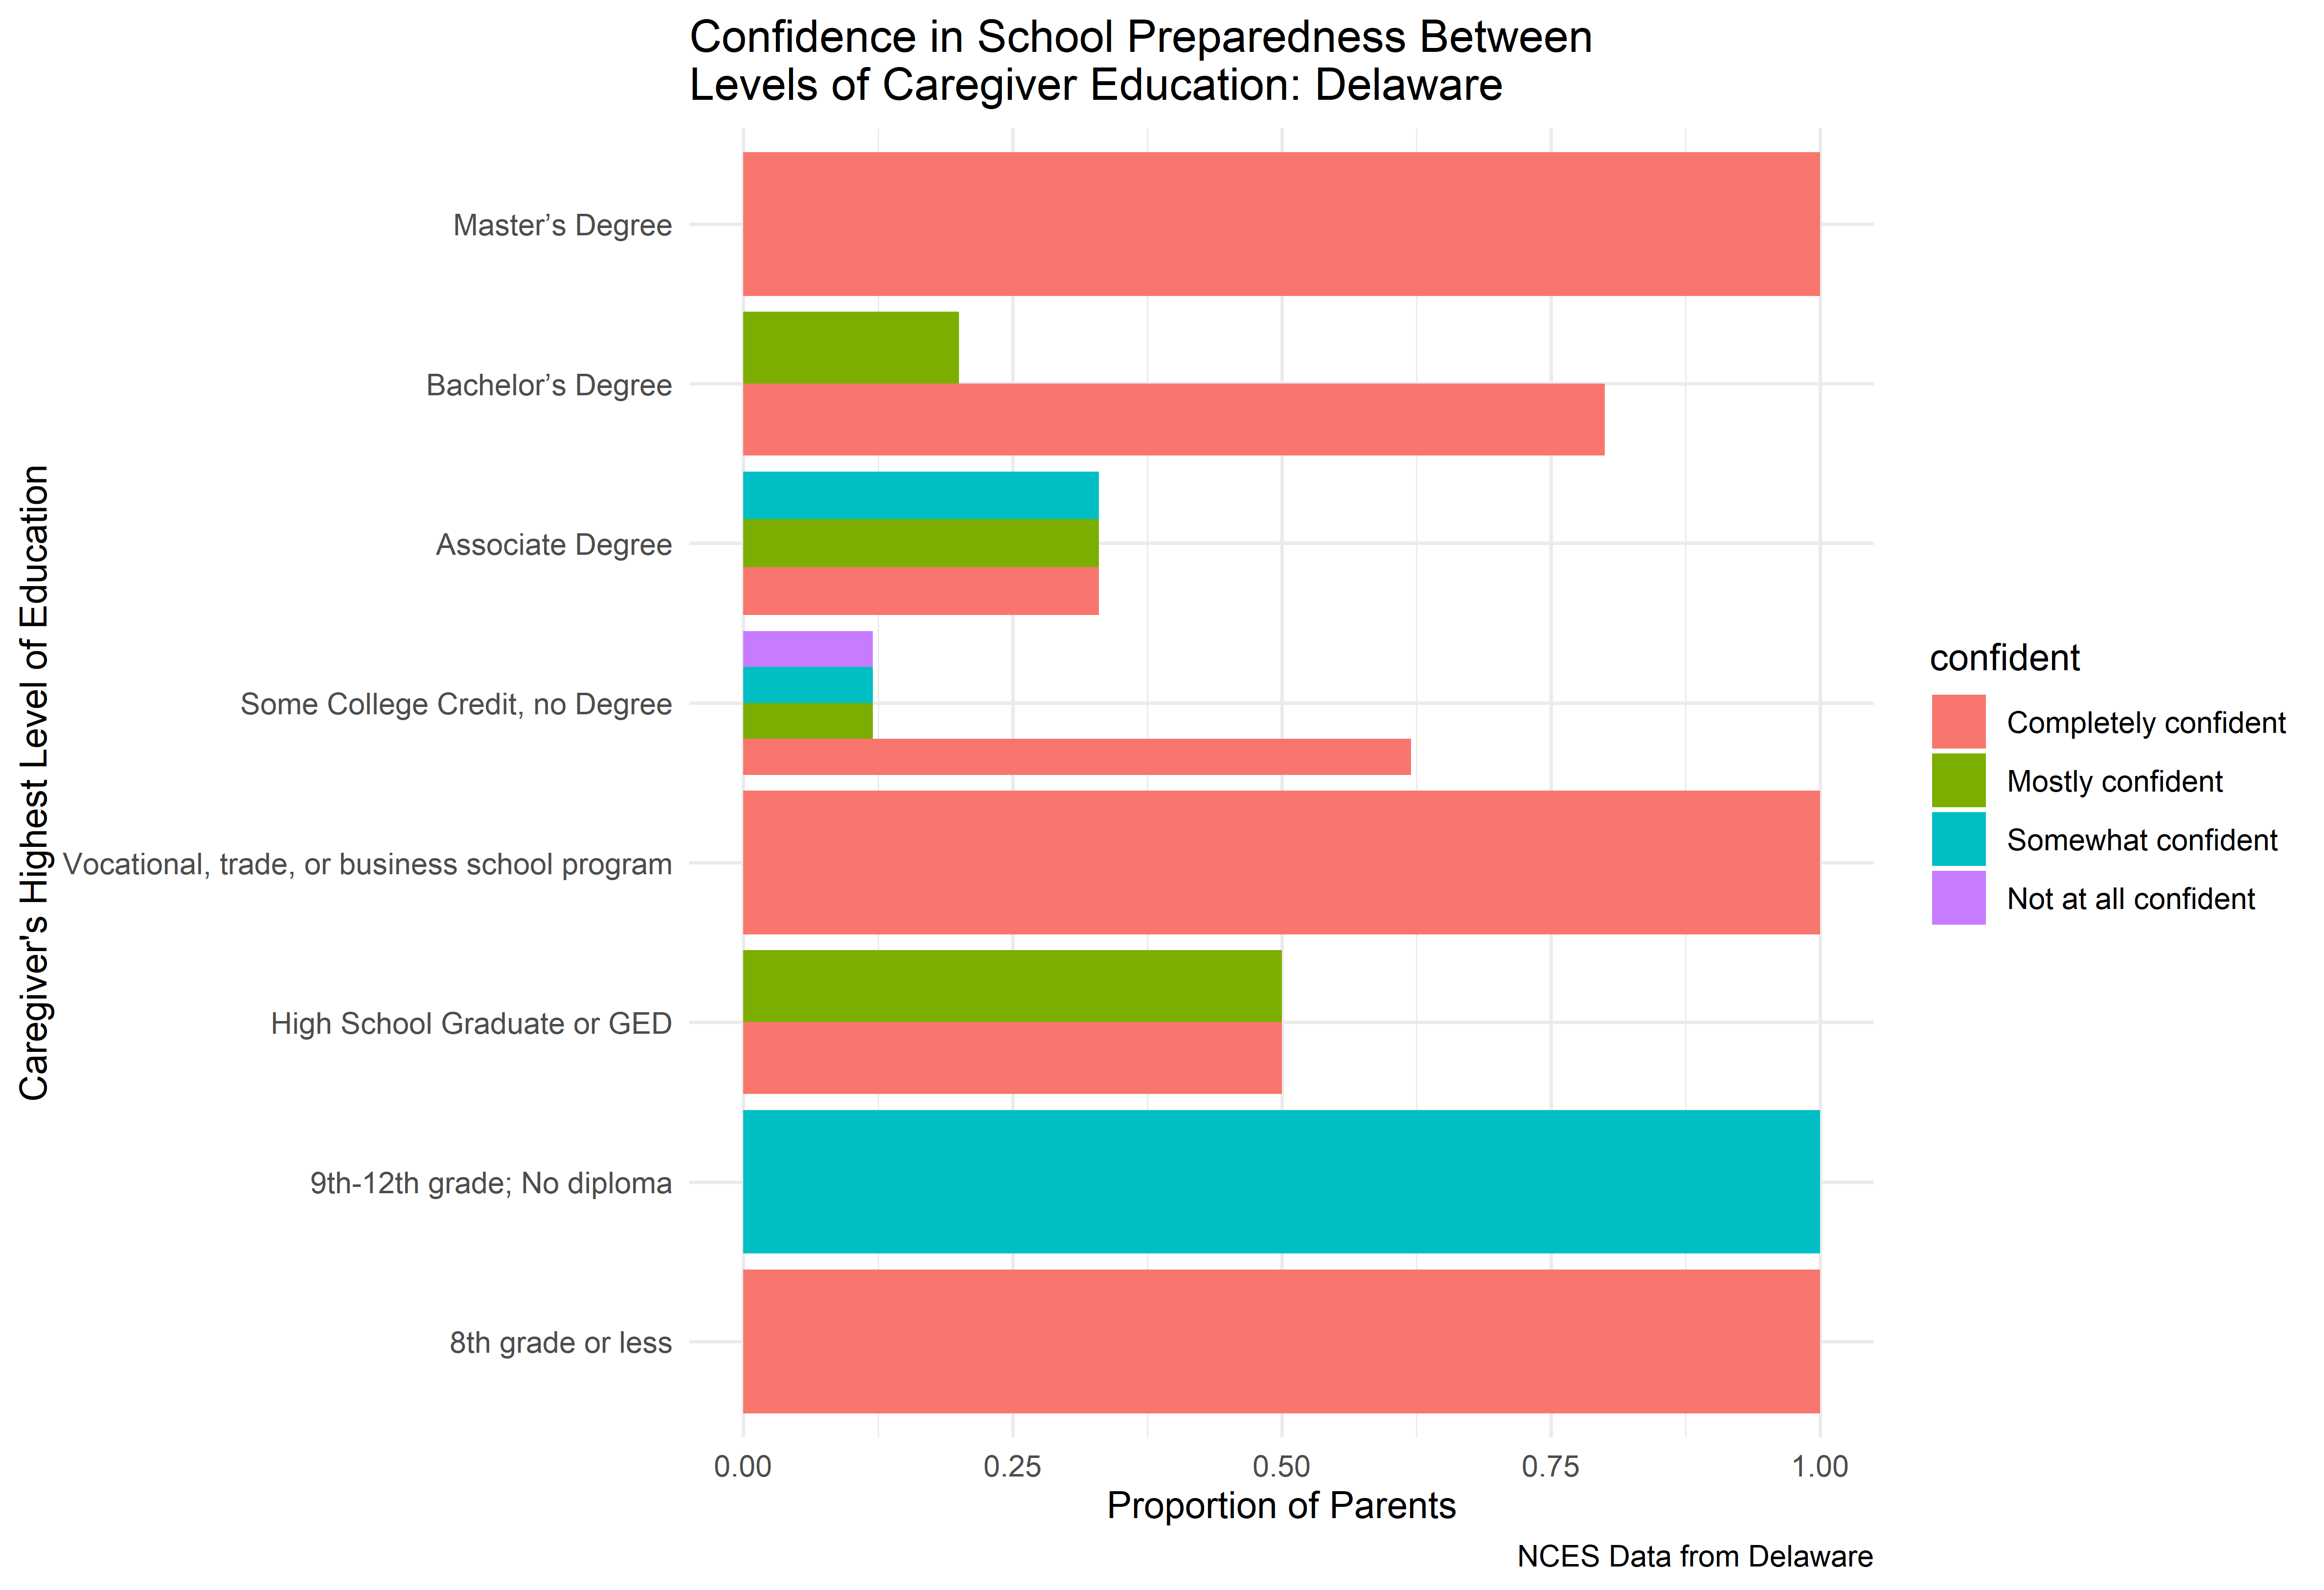 Confidence in School Preparedness Between
Levels of Caregiver Education: Delaware
Caregiver's Highest Level of Education
Master’s Degree
Bachelor’s Degree
Associate Degree
Some College Credit, no Degree
Vocational, trade, or business school program
High School Graduate or GED
9th-12th grade; No diploma
8th grade or less
0.00 0.25 0.50 0.75 1.00
Proportion of Parents
confident
Completely confident
Mostly confident
Somewhat confident
Not at all confident
NCES Data from Delaware